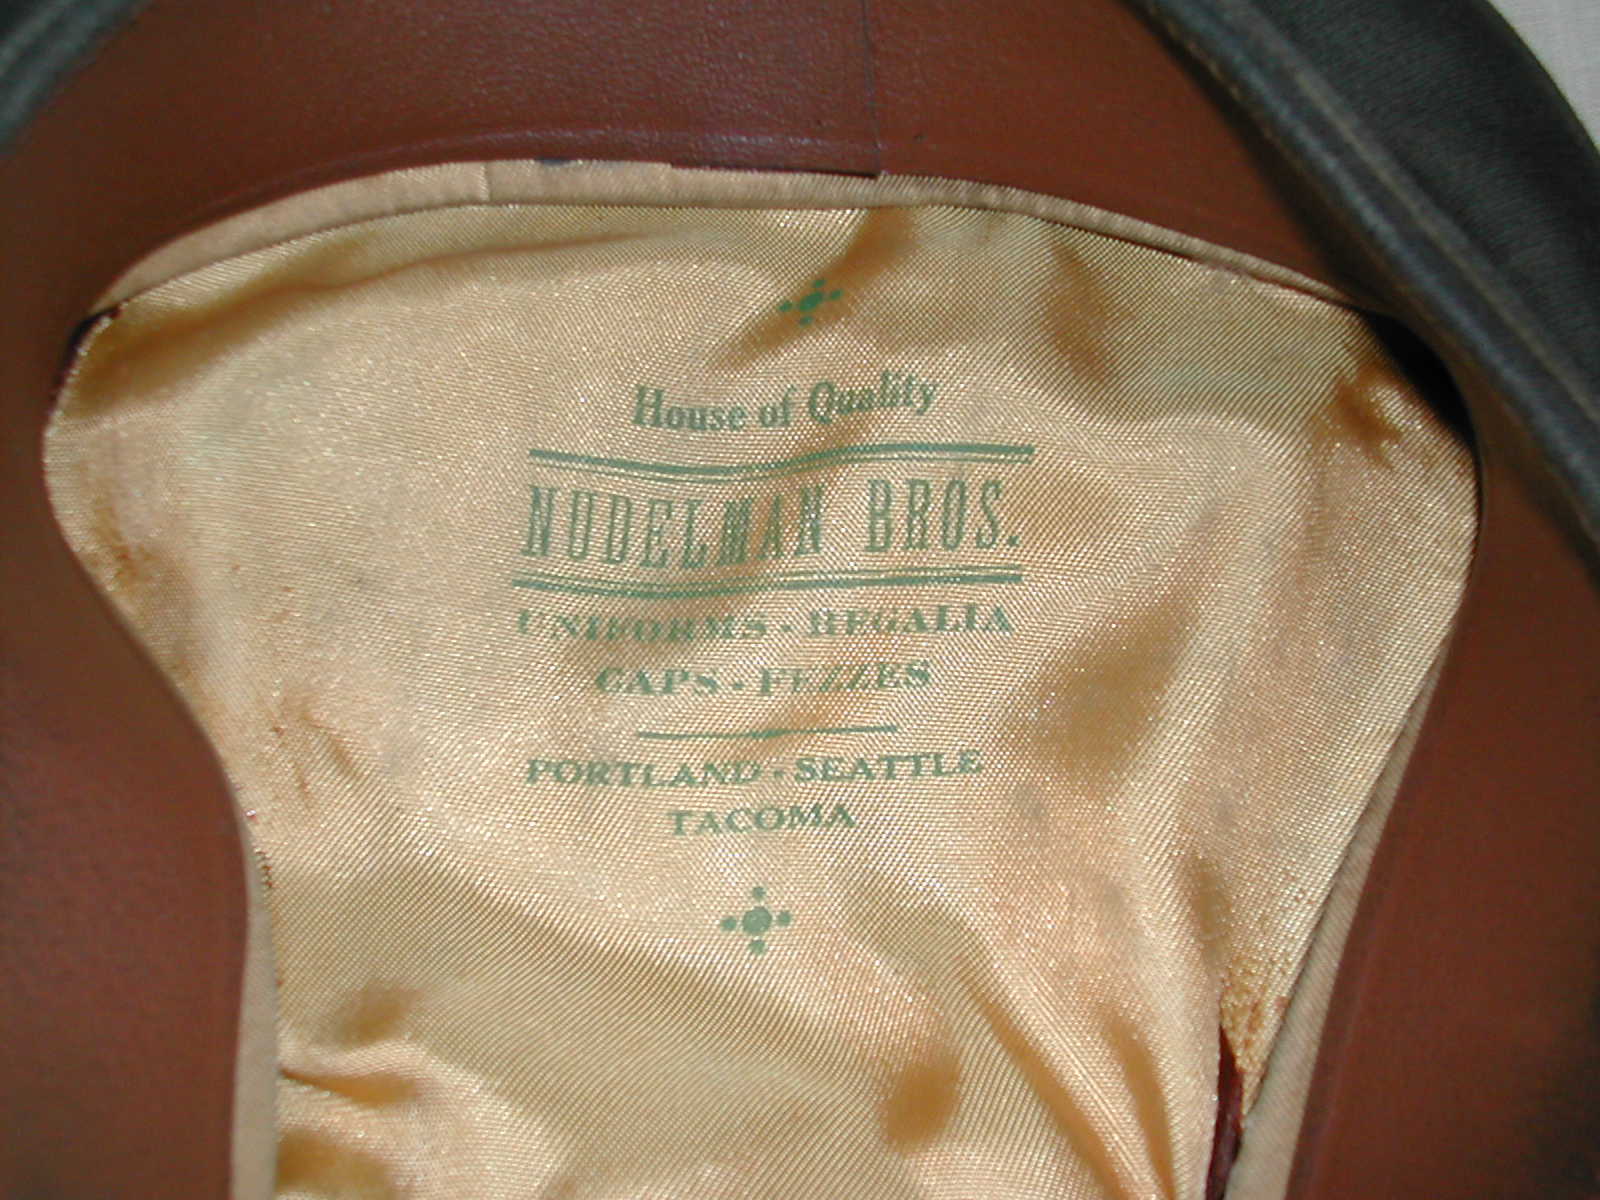 House of Quality
NUDELMAN BROS.
UNIFORMS - REGALIA
CAPS - FEZZES
PORTLAND - SEATTLE
TACOMA